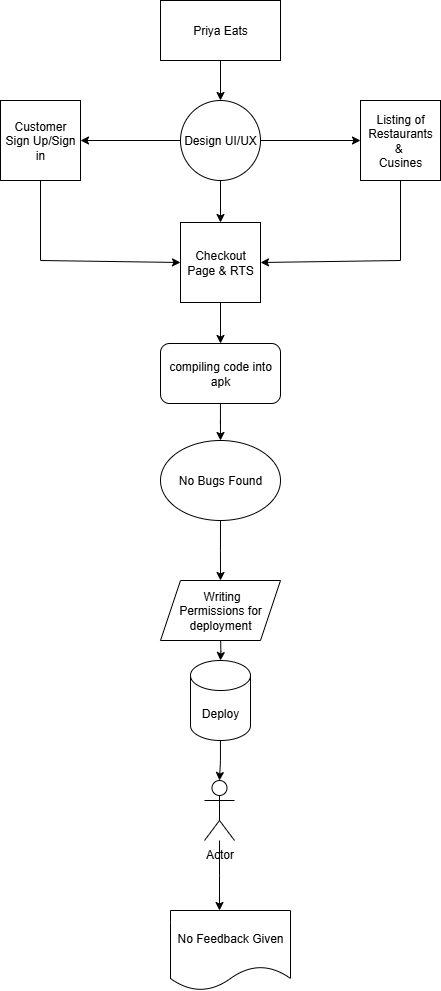 Priya Eats
Customer
Sign Up/Sign
in
Design UI/UX
Listing of
Restaurants
&
Cusines
Checkout
Page & RTS
compiling code into
apk
No Bugs Found
Writing
Permissions for
deployment
Deploy
Actor
No Feedback Given